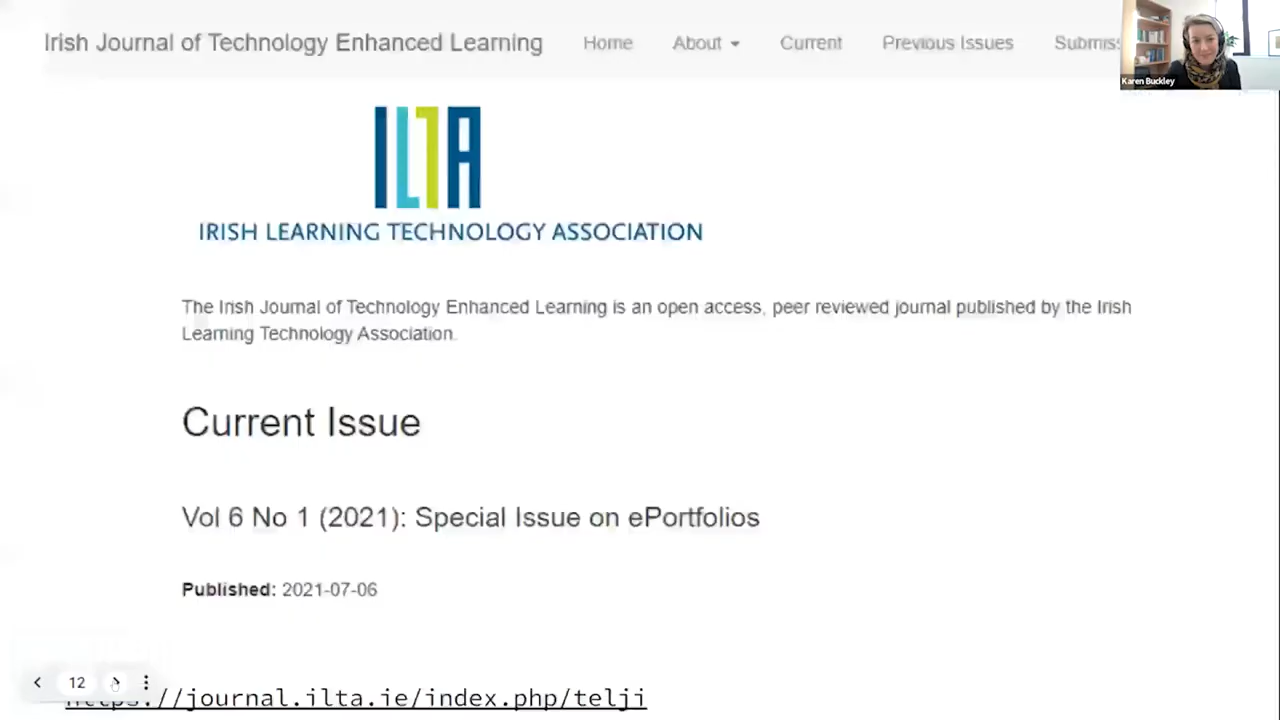 Irish Journal of Technology Enhanced Learning Home About Current Previous Issues Submiss
Karen Buckley
ILTA
IRISH LEARNING TECHNOLOGY ASSOCIATION
The Irish Journal of Technology Enhanced Learning is an open access, peer reviewed journal published by the Irish
Learning Technology Association.
Current Issue
Vol 6 No 1 (2021): Special Issue on ePortfolios
Published: 2021-07-06
12
https://journal.ilta.ie/index.php/telji